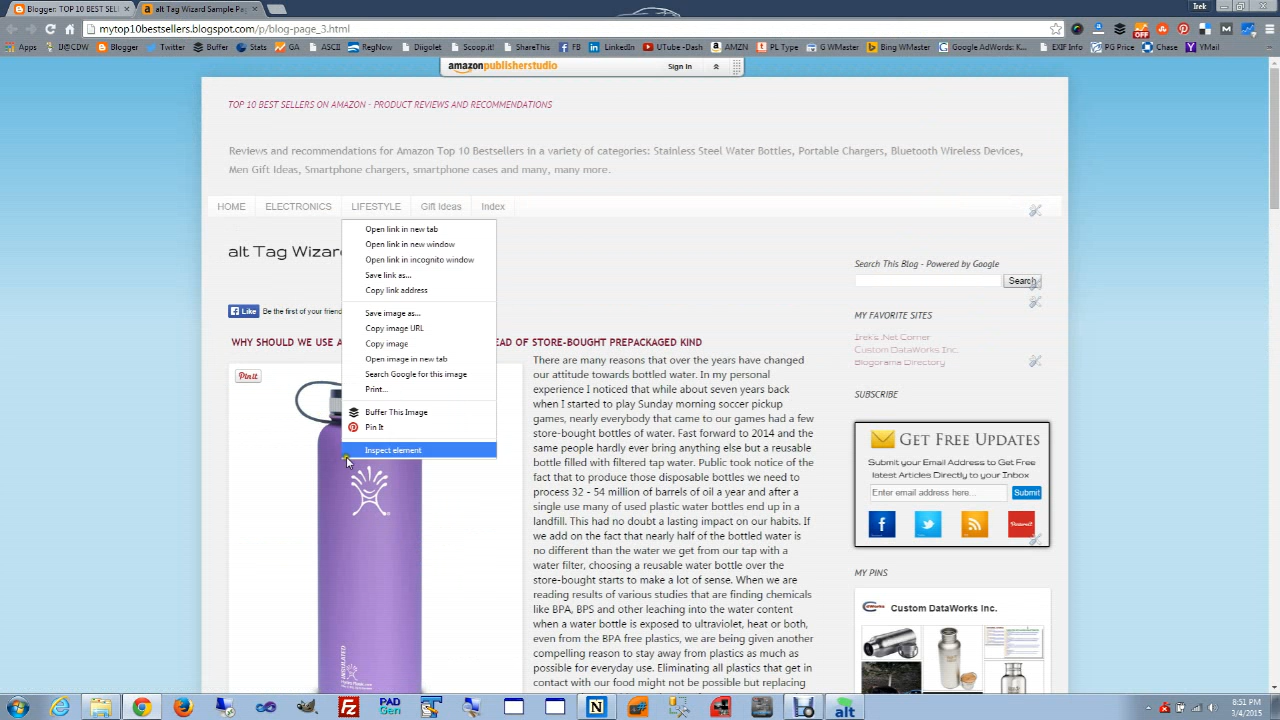 Blogger: TOP 10 BEST SELL
alt Tag Wizard Sample Pa
Irek
mytop10bestsellers.blogspot.com/p/blog-page_3.html
Apps
U@CDW
Blogger
Twitter
Buffer
Stats
GA
ASCII
RegNow
Diigolet
Scoop.it!
ShareThis
FB
LinkedIn
UTube -Dash
AMZN
PL Type
G WMaster
Bing WMaster
Google AdWords: K...
EXIF Info
PG Price
Chase
YMail
amazonpublisherstudio
Sign In
TOP 10 BEST SELLERS ON AMAZON - PRODUCT REVIEWS AND RECOMMENDATIONS
Reviews and recommendations for Amazon Top 10 Bestsellers in a variety of categories: Stainless Steel Water Bottles, Portable Chargers, Bluetooth Wireless Devices,
Men Gift Ideas, Smartphone chargers, smartphone cases and many, many more.
HOME ELECTRONICS LIFESTYLE Gift Ideas Index
alt Tag Wizard
Like
Be the first of your friend
WHY SHOULD WE USE A
EAD OF STORE-BOUGHT PREPACKAGED KIND
Pin it
Open link in new tab
Open link in new window
Open link in incognito window
Save link as...
Copy link address
Save image as...
Copy image URL
Copy image
Open image in new tab
Search Google for this image
Print...
Buffer This Image
Pin It
Inspect element
INSULATED
There are many reasons that over the years have changed
our attitude towards bottled water. In my personal
experience I noticed that while about seven years back
when I started to play Sunday morning soccer pickup
games, nearly everybody that came to our games had a few
store-bought bottles of water. Fast forward to 2014 and the
same people hardly ever bring anything else but a reusable
bottle filled with filtered tap water. Public took notice of the
fact that to produce those disposable bottles we need to
process 32 - 54 million of barrels of oil a year and after a
single use many of used plastic water bottles end up in a
landfill. This had no doubt a lasting impact on our habits. If
we add on the fact that nearly half of the bottled water is
no different than the water we get from our tap with a
water filter, choosing a reusable water bottle over the
store-bought starts to make a lot of sense. When we are
reading results of various studies that are finding chemicals
like BPA, BPS and other leaching into the water content
when a water bottle is exposed to ultraviolet, heat or both,
even from the BPA free plastics, we are being given another
compelling reason to stay away from plastics as much as
possible for everyday use. Eliminating all plastics that get in
contact with our food might not be possible but replacing
Search This Blog - Powered by Google
Search
MY FAVORITE SITES
Irek's .Net Corner
Custom DataWorks Inc.
Blogorama Directory
SUBSCRIBE
GET FREE UPDATES
Submit your Email Address to Get Free
latest Articles Directly to your Inbox
Enter email address here...
Submit
Pinterest
MY PINS
Custom DataWorks Inc.
PAD
Gen
alt
8:51 PM
3/4/2015